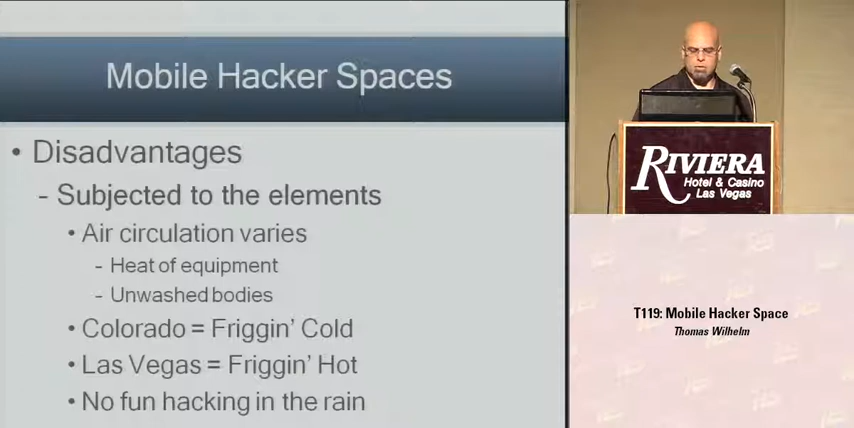 Mobile Hacker Spaces
• Disadvantages
- Subjected to the elements
• Air circulation varies
- Heat of equipment
- Unwashed bodies
• Colorado = Friggin' Cold
• Las Vegas = Friggin' Hot
• No fun hacking in the rain
RIVIERA
Hotel & Casino
Las Vegas
T119: Mobile Hacker Space
Thomas Wilhelm